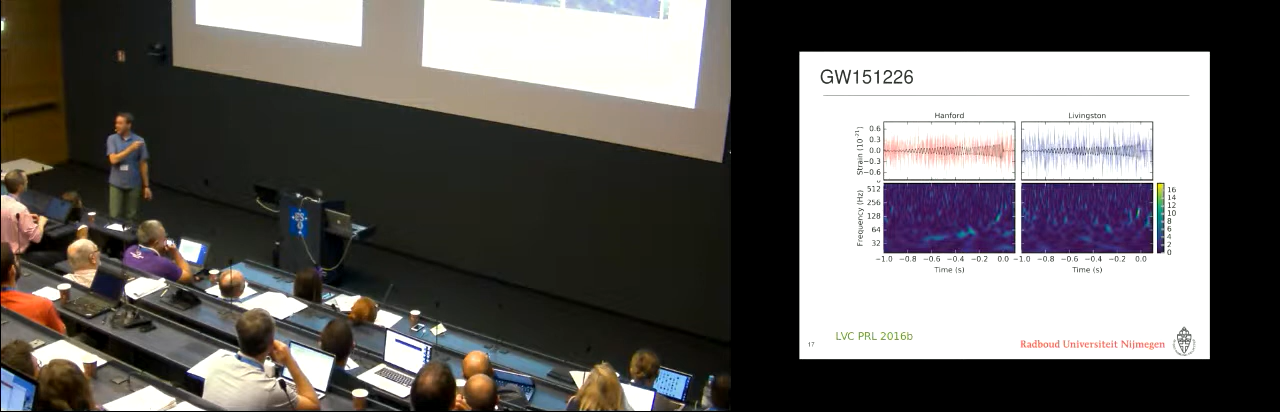 GW151226
Hanford
Livingston
Strain (10⁻²¹)
0.6
0.3
0.0
−0.3
−0.6
Frequency (Hz)
512
256
128
64
32
16
14
12
10
8
6
4
2
0
−1.0 −0.8 −0.6 −0.4 −0.2 0.0 −1.0 −0.8 −0.6 −0.4 −0.2 0.0
Time (s)
Time (s)
LVC PRL 2016b
17
Radboud Universiteit Nijmegen